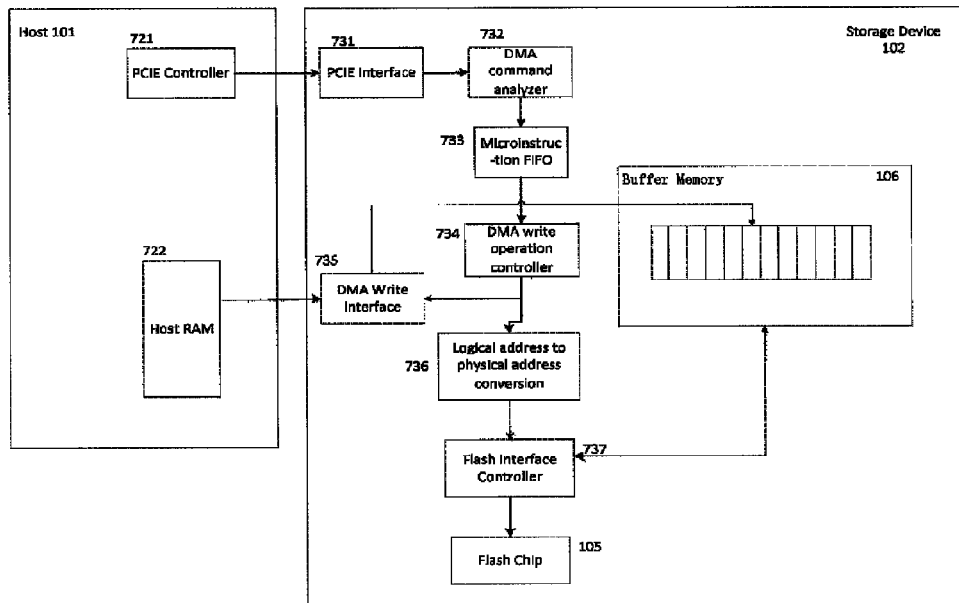 Host 101
721
PCIE Controller
731
PCIE Interface
732
DMA
command
analyzer
Storage Device
102
733
Microinstruc
-tion FIFO
Buffer Memory
106
734
DMA write
operation
controller
722
Host RAM
735
DMA Write
Interface
736
Logical address to
physical address
conversion
737
Flash Interface
Controller
Flash Chip
105